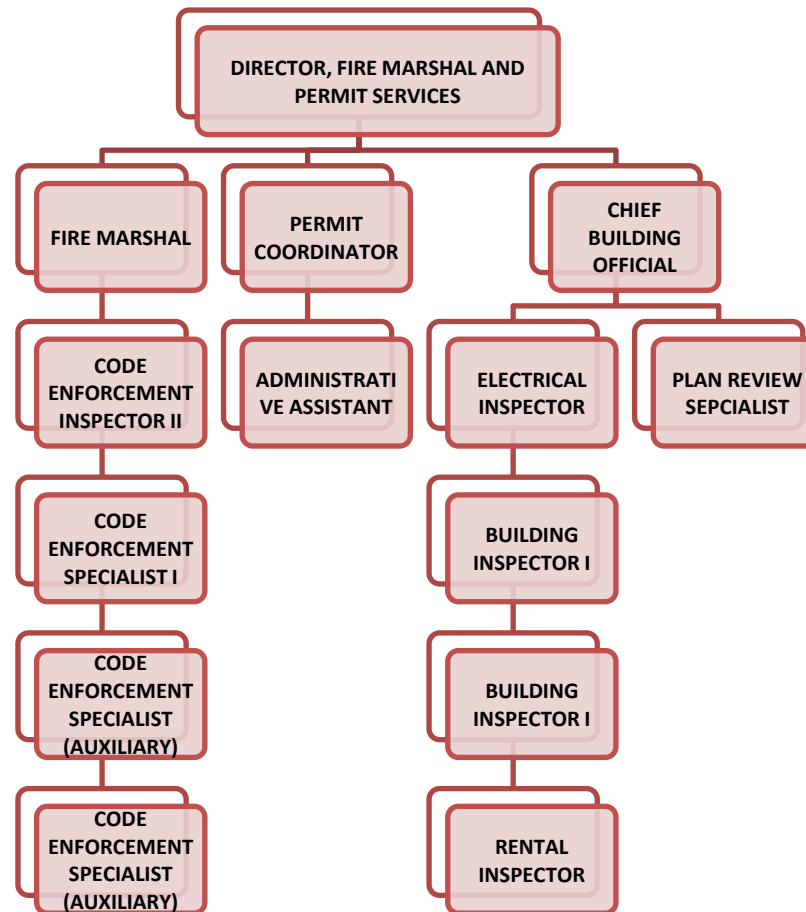 DIRECTOR, FIRE MARSHAL AND
PERMIT SERVICES
FIRE MARSHAL
PERMIT
COORDINATOR
CHIEF
BUILDING
OFFICIAL
CODE
ENFORCEMENT
INSPECTOR II
ADMINISTRATI
VE ASSISTANT
ELECTRICAL
INSPECTOR
PLAN REVIEW
SEPCIALIST
CODE
ENFORCEMENT
SPECIALIST I
BUILDING
INSPECTOR I
CODE
ENFORCEMENT
SPECIALIST
(AUXILIARY)
BUILDING
INSPECTOR I
CODE
ENFORCEMENT
SPECIALIST
(AUXILIARY)
RENTAL
INSPECTOR